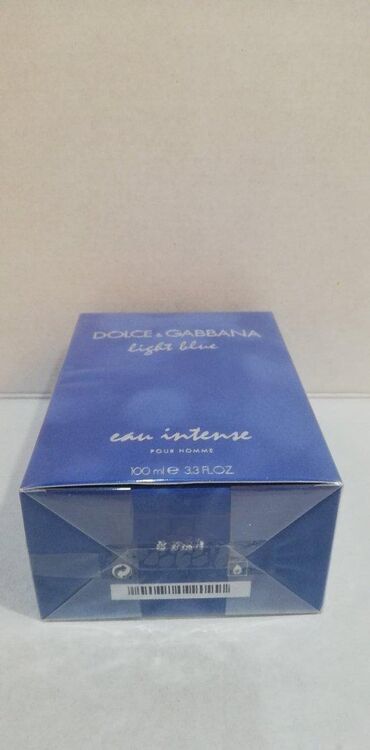 DOLCE & GABBANA
light blue
eau intense
POUR HOMME
100 ml e 3.3 FL.OZ.